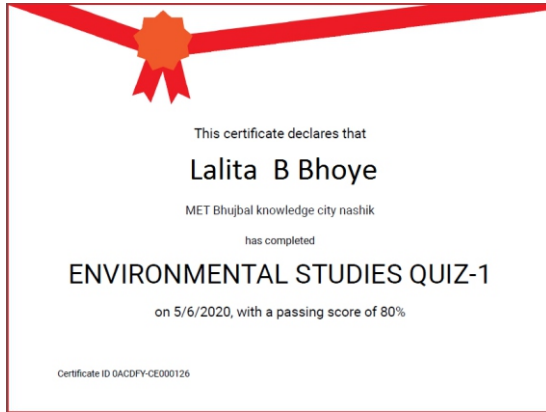 This certificate declares that
Lalita B Bhoye
MET Bhujbal knowledge city nashik
has completed
ENVIRONMENTAL STUDIES QUIZ-1
on 5/6/2020, with a passing score of 80%
Certificate ID 0ACDFY-CE000126